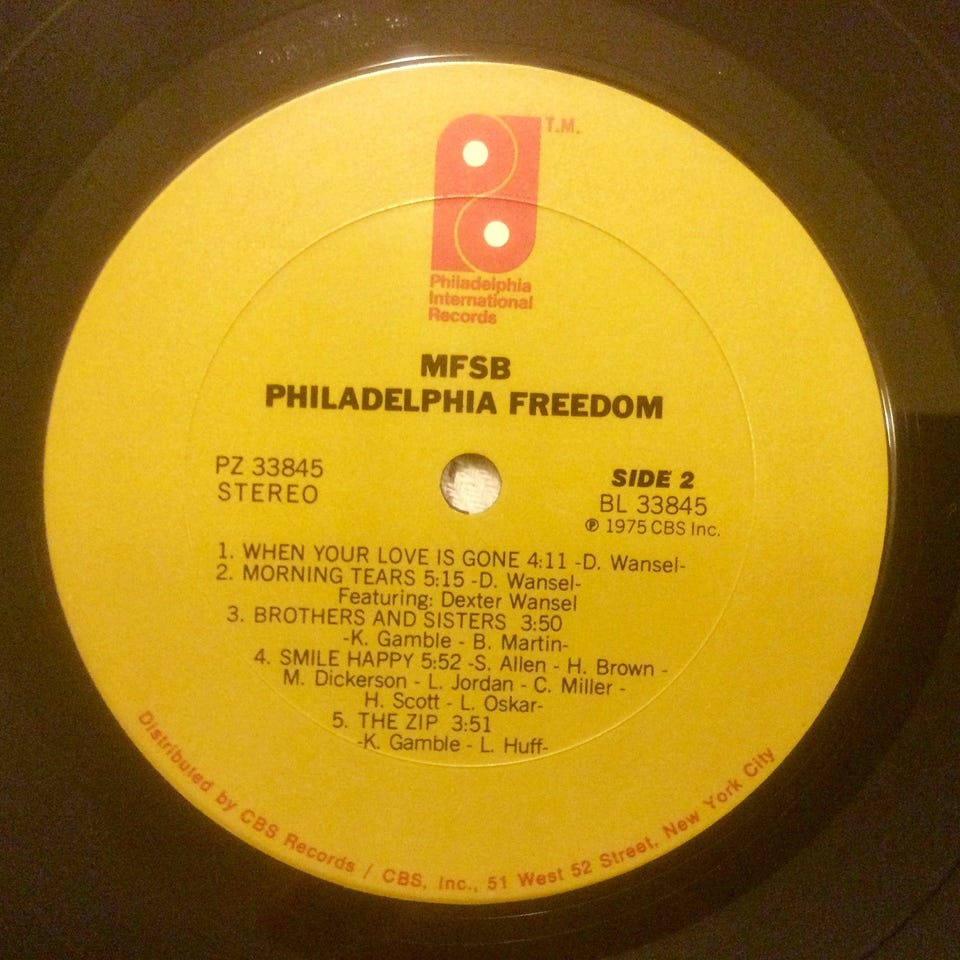 T.M.
Philadelphia
International
Records
MFSB
PHILADELPHIA FREEDOM
PZ 33845
STEREO
SIDE 2
BL 33845
℗ 1975 CBS Inc.
1. WHEN YOUR LOVE IS GONE 4:11 -D. Wansel-
2. MORNING TEARS 5:15 -D. Wansel-
Featuring: Dexter Wansel
3. BROTHERS AND SISTERS 3:50
-K. Gamble - B. Martin-
4. SMILE HAPPY 5:52 -S. Allen - H. Brown -
M. Dickerson - L. Jordan - C. Miller -
H. Scott - L. Oskar-
5. THE ZIP 3:51
-K. Gamble - L. Huff-
Distributed by CBS Records / CBS, Inc., 51 West 52 Street, New York City